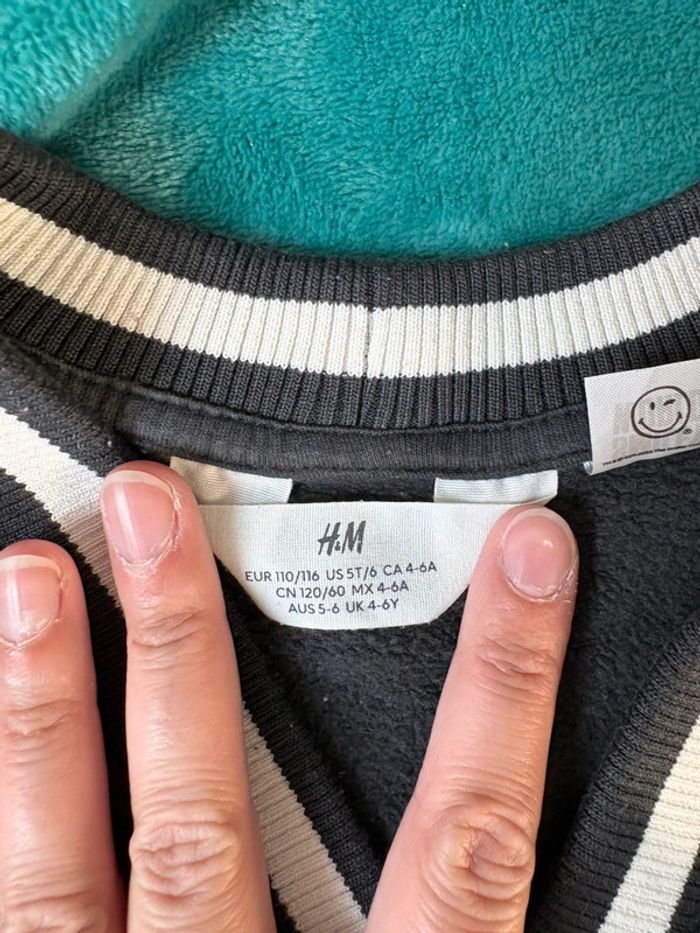 H&M
EUR 110/116 US 5T/6 CA 4-6A
CN 120/60 MX 4-6A
AUS 5-6 UK 4-6Y